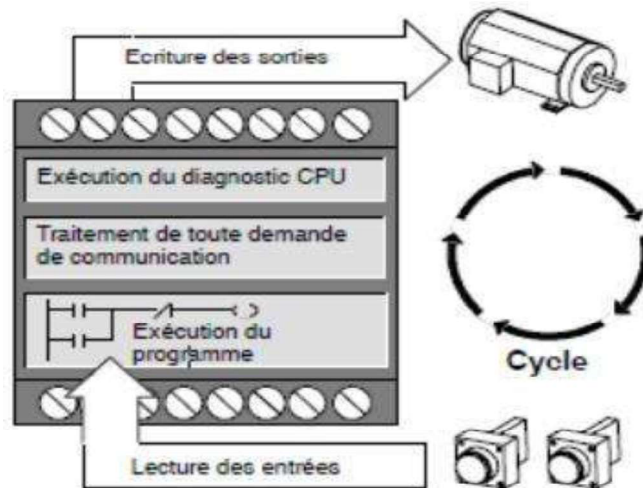 Ecriture des sorties
Exécution du diagnostic CPU
Traitement de toute demande
de communication
Exécution du
programme
Cycle
Lecture des entrées